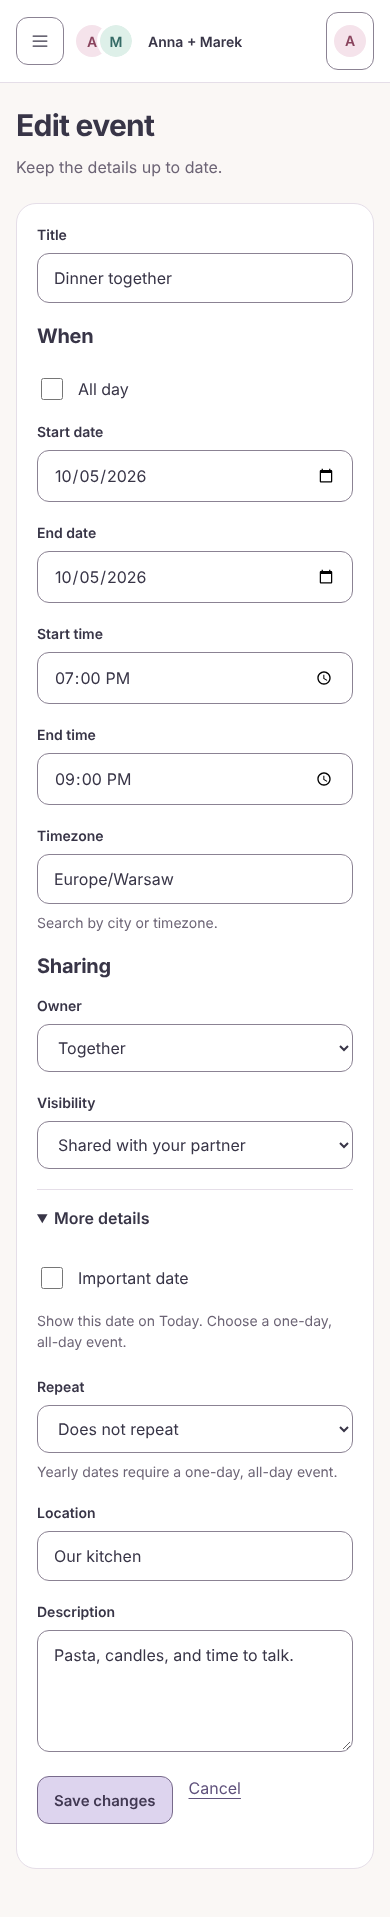 A M Anna + Marek A
Edit event
Keep the details up to date.
Title
Dinner together
When
All day
Start date
10/05/2026
End date
10/05/2026
Start time
07:00 PM
End time
09:00 PM
Timezone
Europe/Warsaw
Search by city or timezone.
Sharing
Owner
Together
Visibility
Shared with your partner
More details
Important date
Show this date on Today. Choose a one-day,
all-day event.
Repeat
Does not repeat
Yearly dates require a one-day, all-day event.
Location
Our kitchen
Description
Pasta, candles, and time to talk.
Save changes Cancel